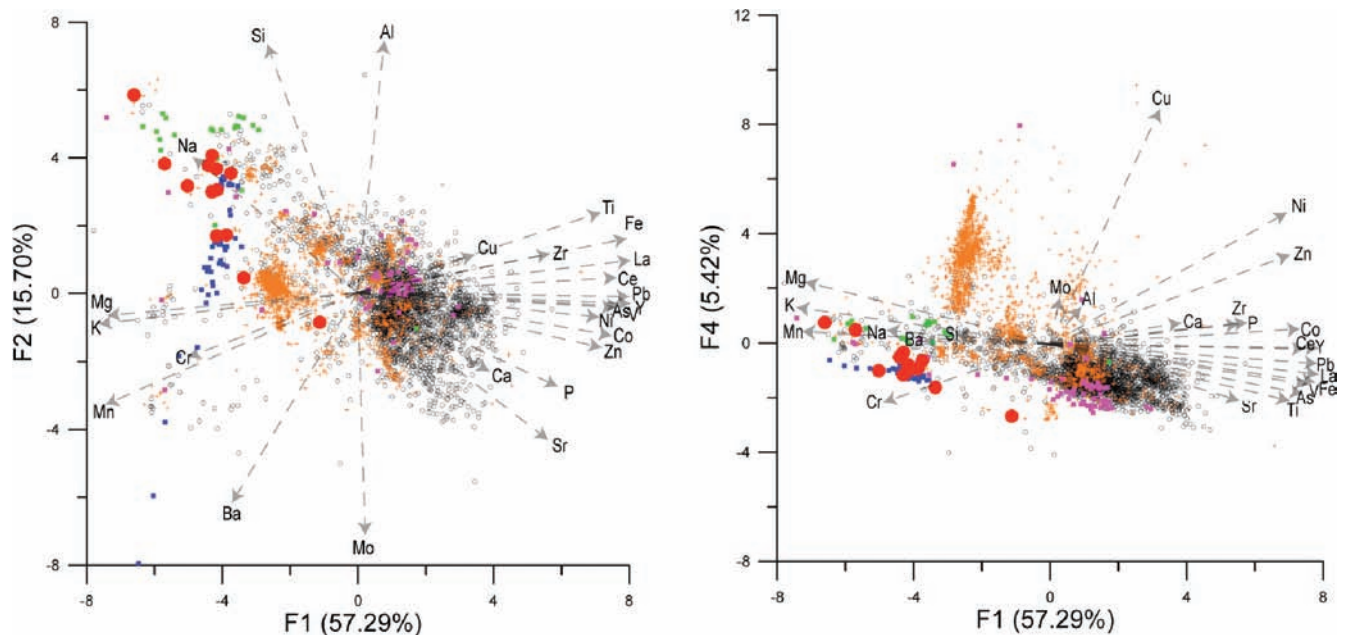 8
4
0
-4
-8
F2 (15.70%)
Si
Al
Na
Ti
Fe
Cu
Zr
La
Ce
Pb
As
V
Y
Ni
Co
Zn
Mg
K
Cr
Ca
P
Mn
Sr
Ba
Mo
-8
-4
0
4
8
F1 (57.29%)
12
8
4
0
-4
-8
F4 (15.42%)
Cu
Ni
Zn
Mg
K
Mn
Mo
Al
Na
Ba
Si
Ca
Zr
P
Co
Ce
Y
Pb
La
V
Fe
As
Ti
Cr
Sr
-8
-4
0
4
8
F1 (57.29%)